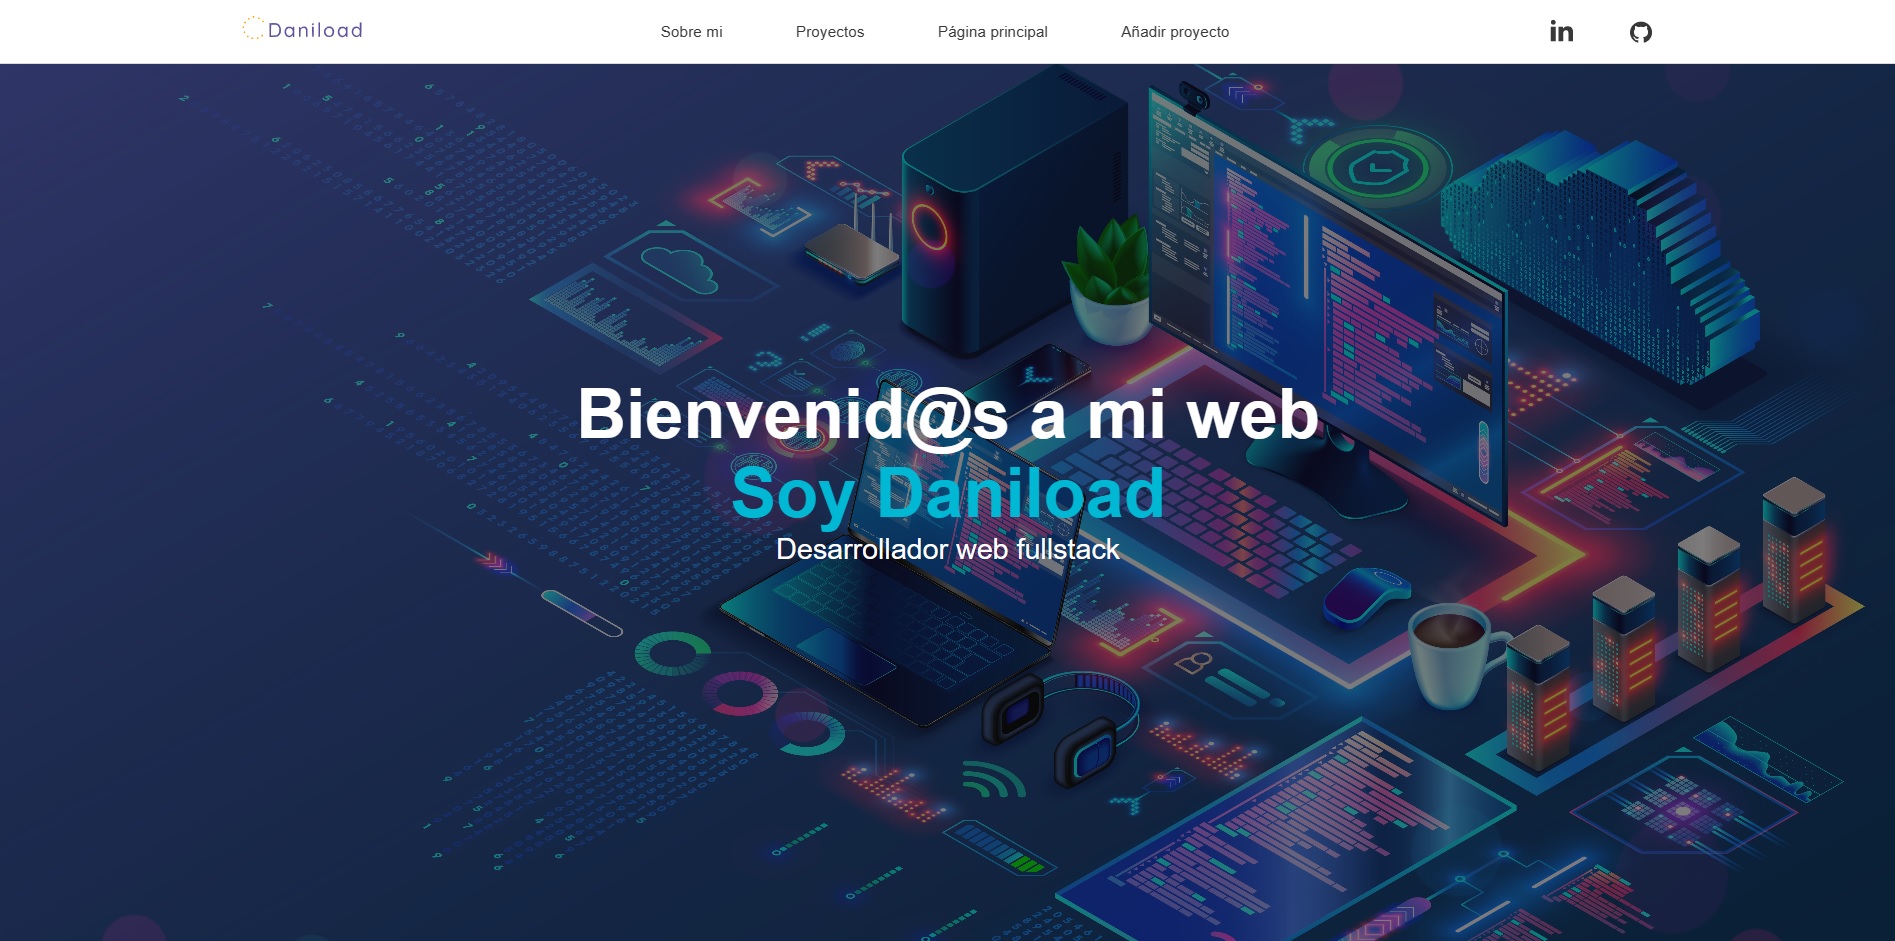 Daniload
Sobre mi
Proyectos
Página principal
Añadir proyecto
in
Bienvenid@s a mi web
Soy Daniload
Desarrollador web fullstack